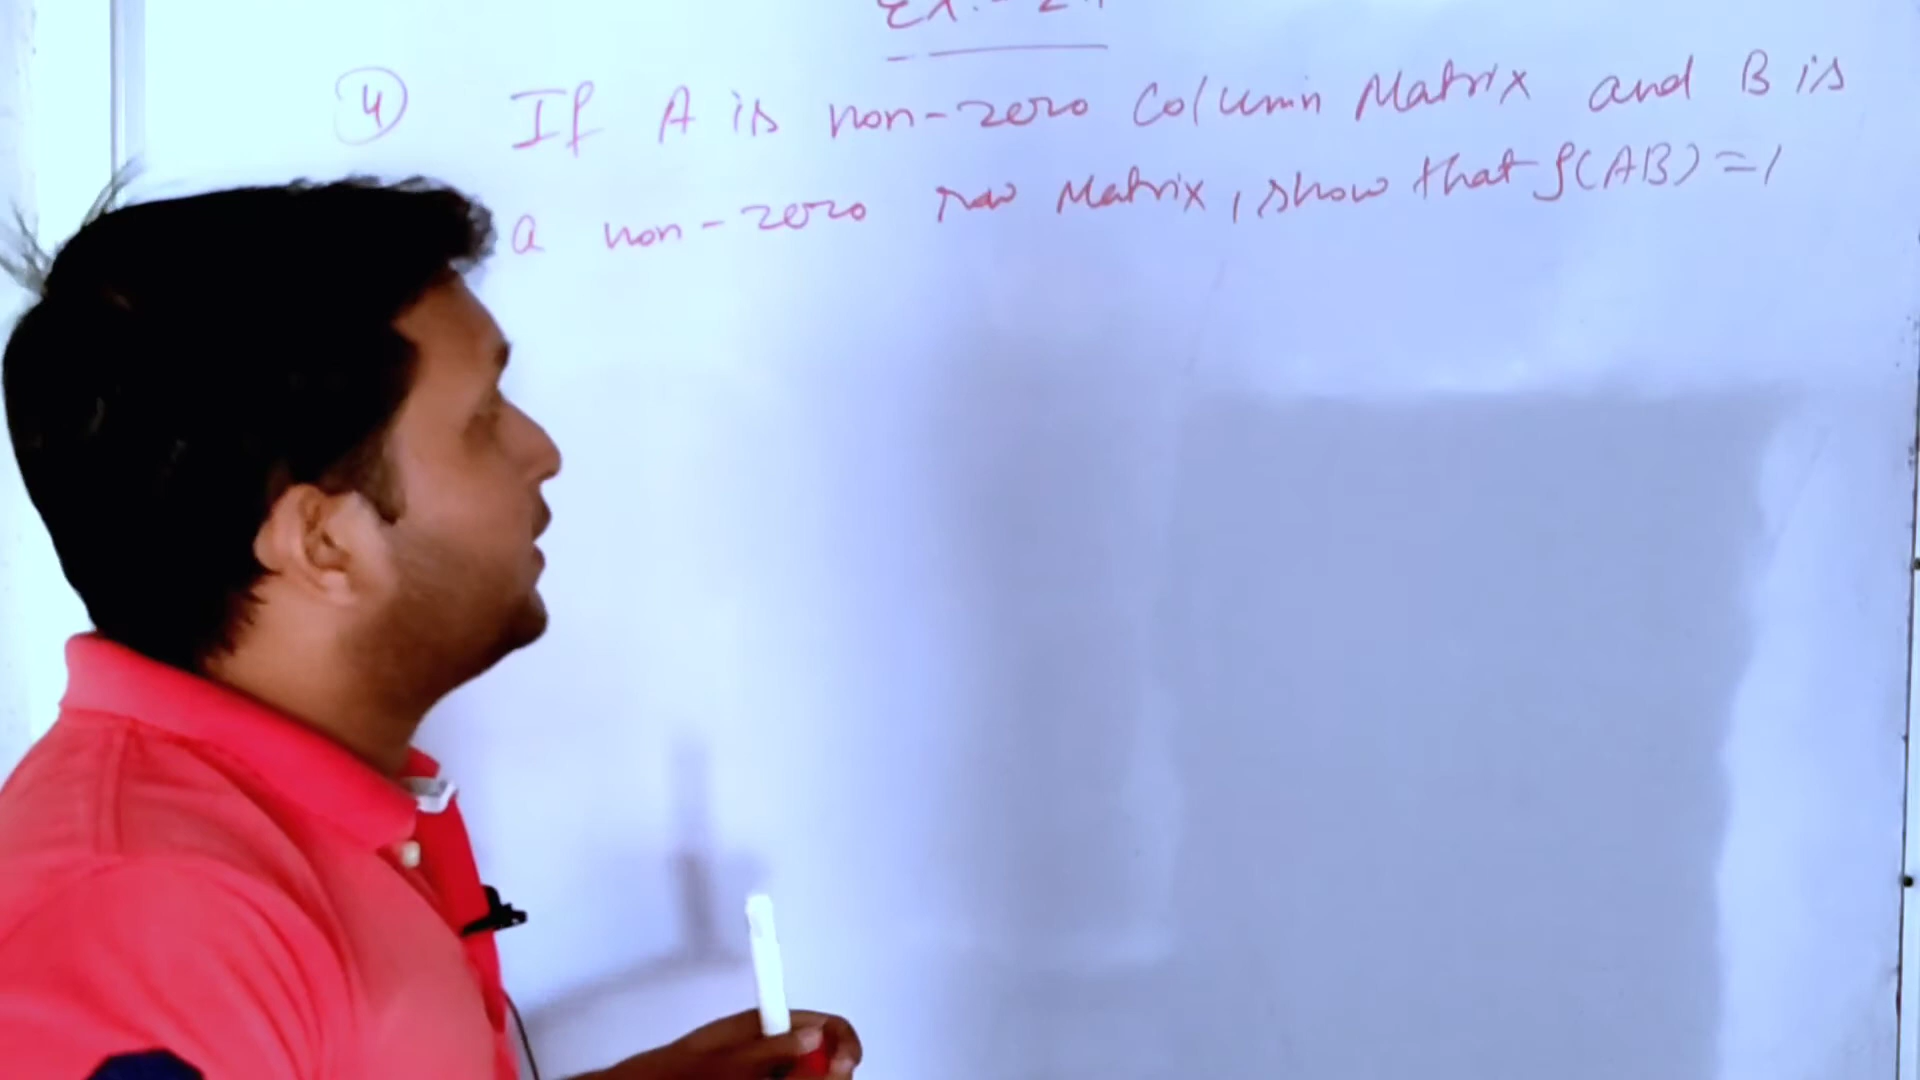 ④ If A is non-zero Column Matrix and B is
a non-zero row Matrix, show that ρ(AB)=1